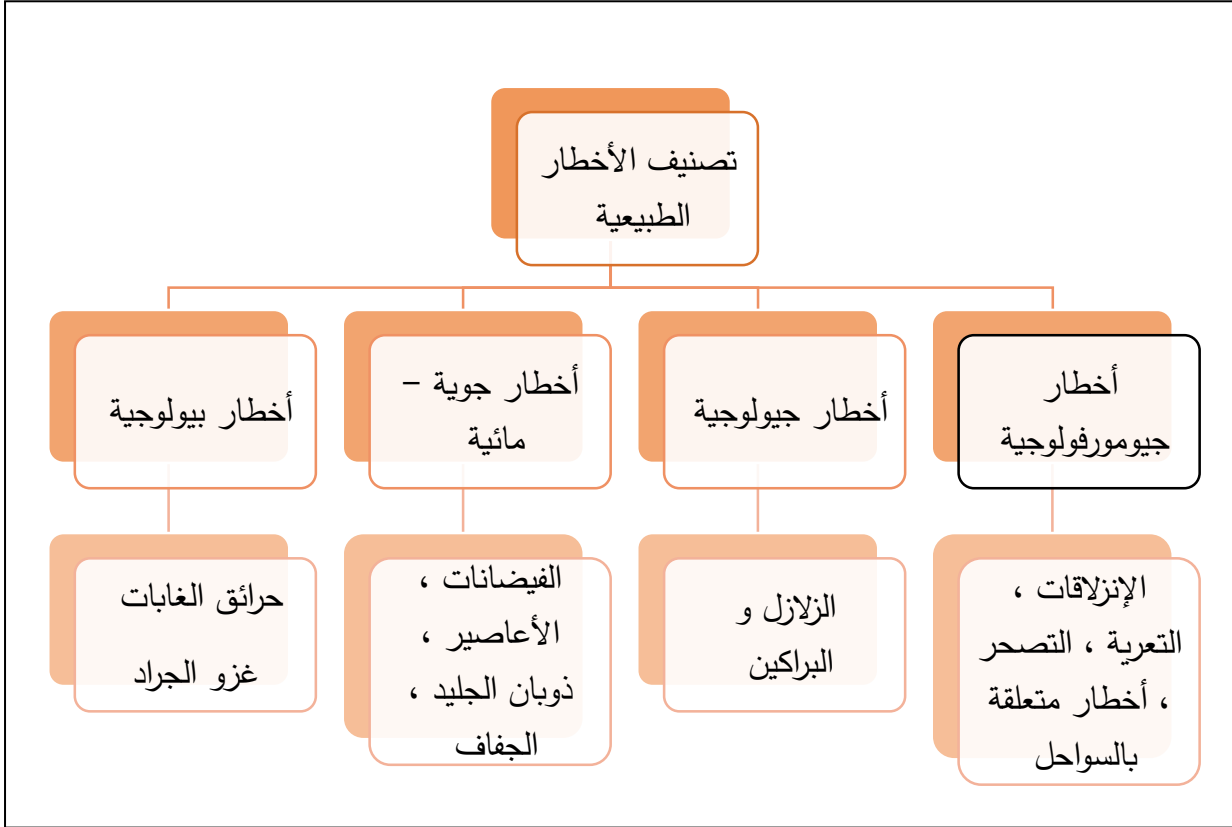 تصنيف الأخطار
الطبيعية
أخطار
جيومورفولوجية
أخطار جيولوجية
أخطار جوية –
مائية
أخطار بيولوجية
الإنزلاقات ،
التعرية ، التصحر
، أخطار متعلقة
بالسواحل
الزلازل و
البراكين
الفيضانات ،
الأعاصير ،
ذوبان الجليد ،
الجفاف
حرائق الغابات
غزو الجراد